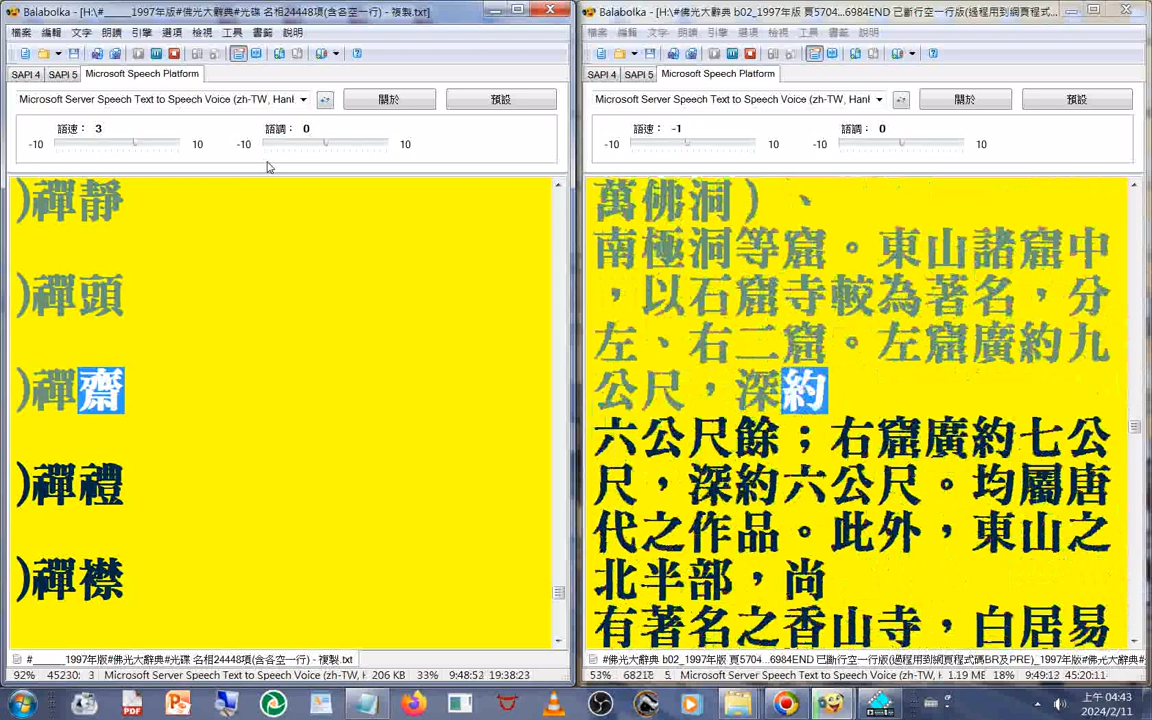 Balabolka - [H:\#_____1997年版#佛光大辭典#光碟 名相24448項(含各空一行) - 複製.txt]
檔案 編輯 文字 朗讀 引擎 選項 檢視 工具 書籤 說明
SAPI 4 SAPI 5 Microsoft Speech Platform
Microsoft Server Speech Text to Speech Voice (zh-TW, Hanl
關於 預設
語速： 3 語調： 0
-10 10 -10 10
)禪靜
)禪頭
)禪齋
)禪禮
)禪襟
#______1997年版#佛光大辭典#光碟 名相24448項(含各空一行) - 複製.txt
92% 45230: 3 Microsoft Server Speech Text to Speech Voice (zh-TW, H 206 KB 33% 9:48:52 19:38:23
Balabolka - [H:\#佛光大辭典 b02_1997年版 頁5704...6984END 已斷行空一行版(過程用到網頁程式...
檔案 編輯 文字 朗讀 引擎 選項 檢視 工具 書籤 說明
SAPI 4 SAPI 5 Microsoft Speech Platform
Microsoft Server Speech Text to Speech Voice (zh-TW, Hanl
關於 預設
語速： -1 語調： 0
-10 10 -10 10
萬佛洞）、
南極洞等窟。東山諸窟中
，以石窟寺較為著名，分
左、右二窟。左窟廣約九
公尺，深約
六公尺餘；右窟廣約七公
尺，深約六公尺。均屬唐
代之作品。此外，東山之
北半部，尚
有著名之香山寺，白居易
#佛光大辭典 b02_1997年版 頁5704...6984END 已斷行空一行版(過程用到網頁程式碼BR及PRE)_1997年版#佛光大辭典#
53% Microsoft Server Speech Text to Speech Voice (zh-TW, 1.19 MB 18% 9:49:12 45:20:11
上午 04:43
2024/2/11